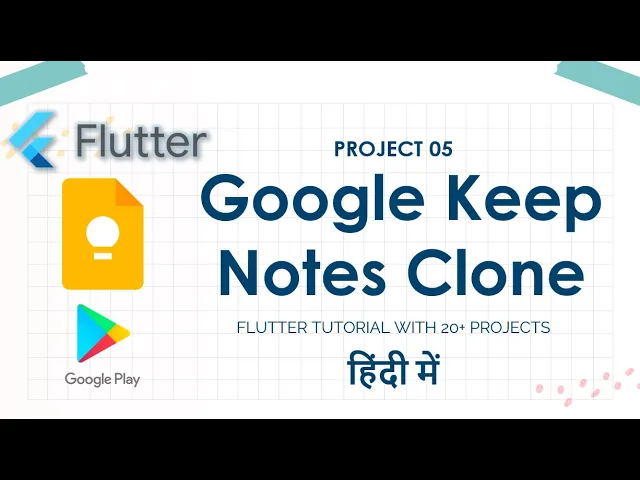 Flutter
PROJECT 05
Google Keep
Notes Clone
FLUTTER TUTORIAL WITH 20+ PROJECTS
Google Play
हिंदी में